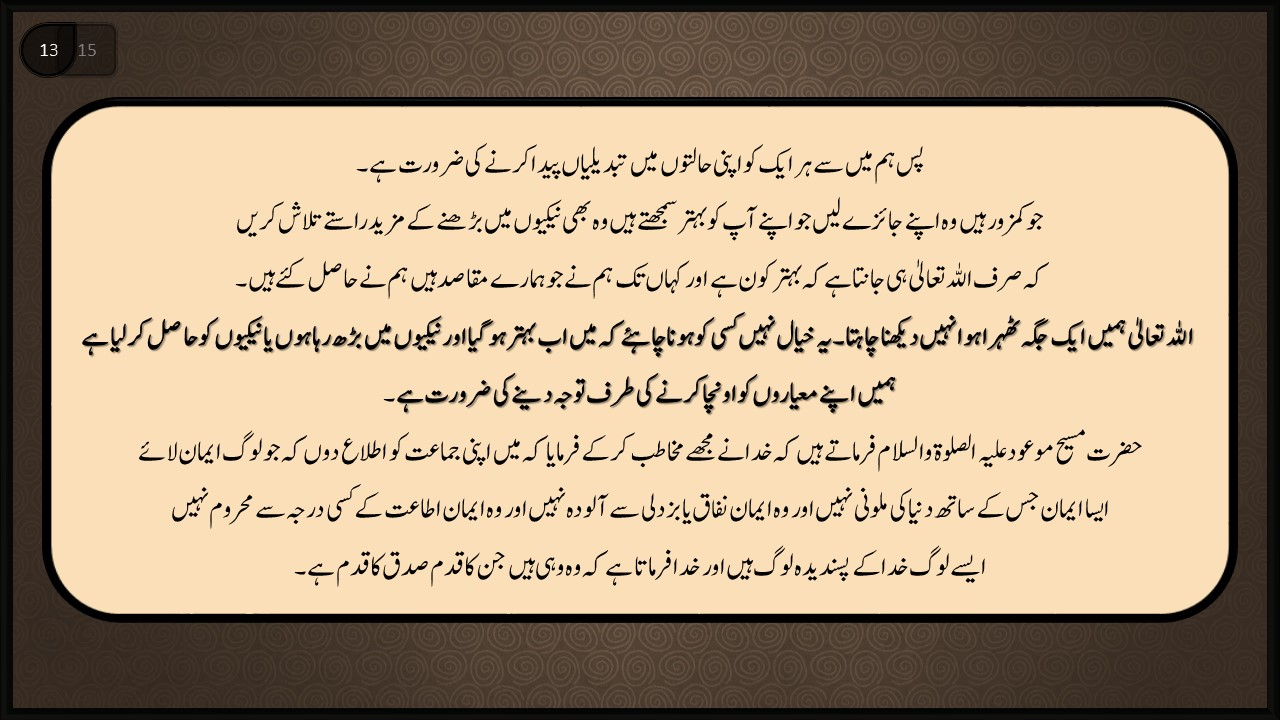 13 15
پس ہم میں سے ہر ایک کو اپنی حالتوں میں تبدیلیاں پیدا کرنے کی ضرورت ہے۔
جو کمزور ہیں وہ اپنے جائزے لیں جو اپنے آپ کو بہتر سمجھتے ہیں وہ بھی نیکیوں میں بڑھنے کے مزید راستے تلاش کریں
کہ صرف اللہ تعالیٰ ہی جانتا ہے کہ بہتر کون ہے اور کہاں تک ہم نے جو ہمارے مقاصد ہیں ہم نے حاصل کئے ہیں۔
اللہ تعالیٰ ہمیں ایک جگہ ٹھہرا ہوا نہیں دیکھنا چاہتا۔ یہ خیال نہیں کسی کو ہونا چاہئے کہ میں اب بہتر ہو گیا اور نیکیوں میں بڑھ رہا ہوں یا نیکیوں کو حاصل کر لیا ہے
ہمیں اپنے معیاروں کو اونچا کرنے کی طرف توجہ دینے کی ضرورت ہے۔
حضرت مسیح موعود علیہ الصلوۃ والسلام فرماتے ہیں کہ خدا نے مجھے مخاطب کر کے فرمایا کہ میں اپنی جماعت کو اطلاع دوں کہ جو لوگ ایمان لائے
ایسا ایمان جس کے ساتھ دنیا کی ملونی نہیں اور وہ ایمان نفاق یا بزدلی سے آلودہ نہیں اور وہ ایمان اطاعت کے کسی درجہ سے محروم نہیں
ایسے لوگ خدا کے پسندیدہ لوگ ہیں اور خدا فرماتا ہے کہ وہ وہی ہیں جن کا قدم صدق کا قدم ہے۔